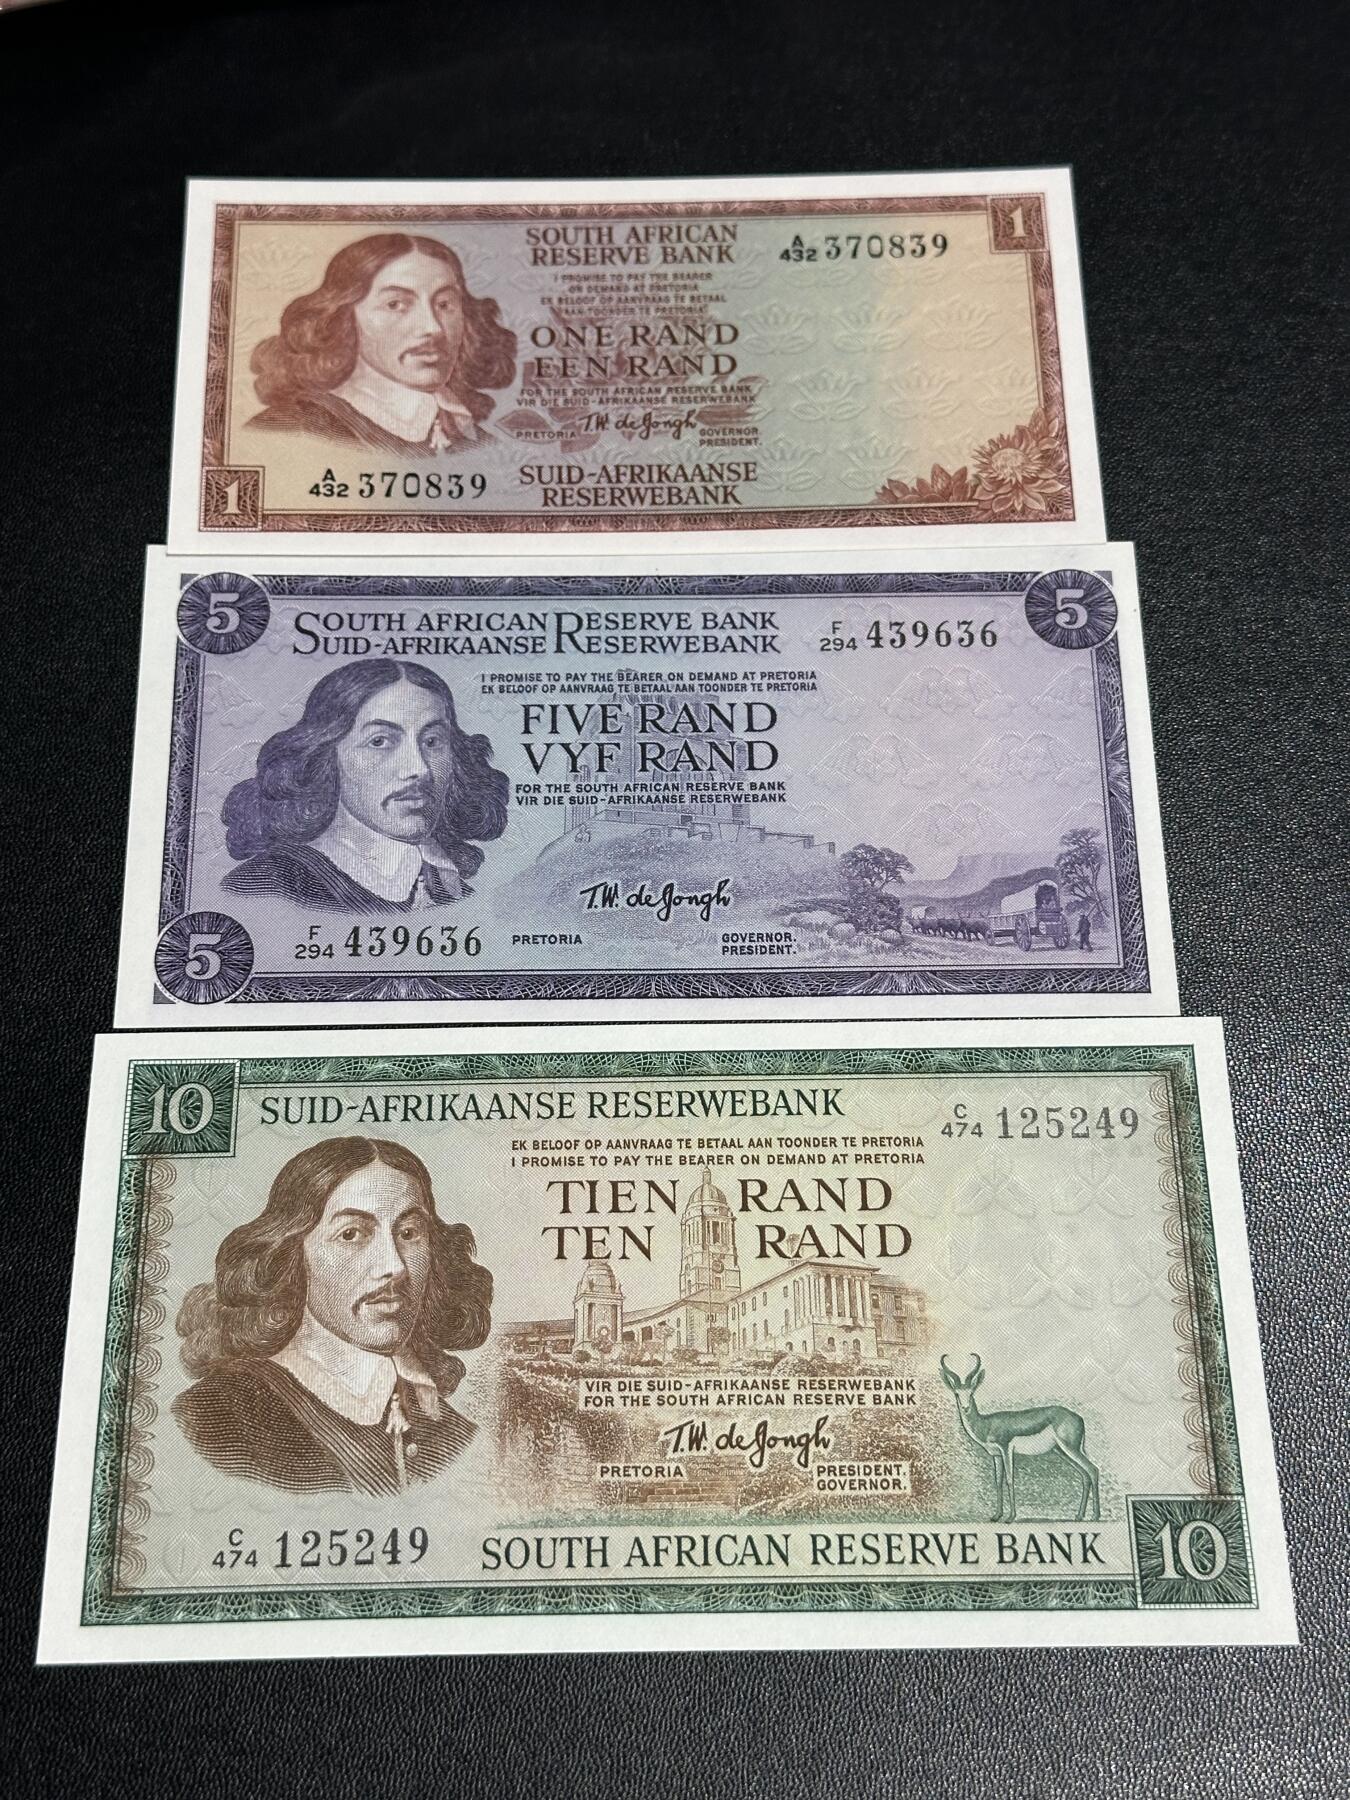 1
SOUTH AFRICAN
RESERVE BANK
A
432 370839
I PROMISE TO PAY THE BEARER
ON DEMAND AT PRETORIA
EK BELOOF OP AANVRAAG TE BETAAL
AAN TOONDER TE PRETORIA
ONE RAND
EEN RAND
FOR THE SOUTH AFRICAN RESERVE BANK
VIR DIE SUID-AFRIKAANSE RESERWEBANK
T.W. de Jongh
PRETORIA
GOVERNOR.
PRESIDENT.
A
432 370839
SUID-AFRIKAANSE
RESERWEBANK
1
5
5
SOUTH AFRICAN RESERVE BANK
SUID-AFRIKAANSE RESERWEBANK
F
294 439636
I PROMISE TO PAY THE BEARER ON DEMAND AT PRETORIA
EK BELOOF OP AANVRAAG TE BETAAL AAN TOONDER TE PRETORIA
FIVE RAND
VYF RAND
FOR THE SOUTH AFRICAN RESERVE BANK
VIR DIE SUID-AFRIKAANSE RESERWEBANK
T.W. de Jongh
F
294 439636
PRETORIA
GOVERNOR.
PRESIDENT.
5
10
SUID-AFRIKAANSE RESERWEBANK
C
474 125249
EK BELOOF OP AANVRAAG TE BETAAL AAN TOONDER TE PRETORIA
I PROMISE TO PAY THE BEARER ON DEMAND AT PRETORIA
TIEN RAND
TEN RAND
VIR DIE SUID-AFRIKAANSE RESERWEBANK
FOR THE SOUTH AFRICAN RESERVE BANK
T.W. de Jongh
PRETORIA
PRESIDENT.
GOVERNOR.
C
474 125249
SOUTH AFRICAN RESERVE BANK
10